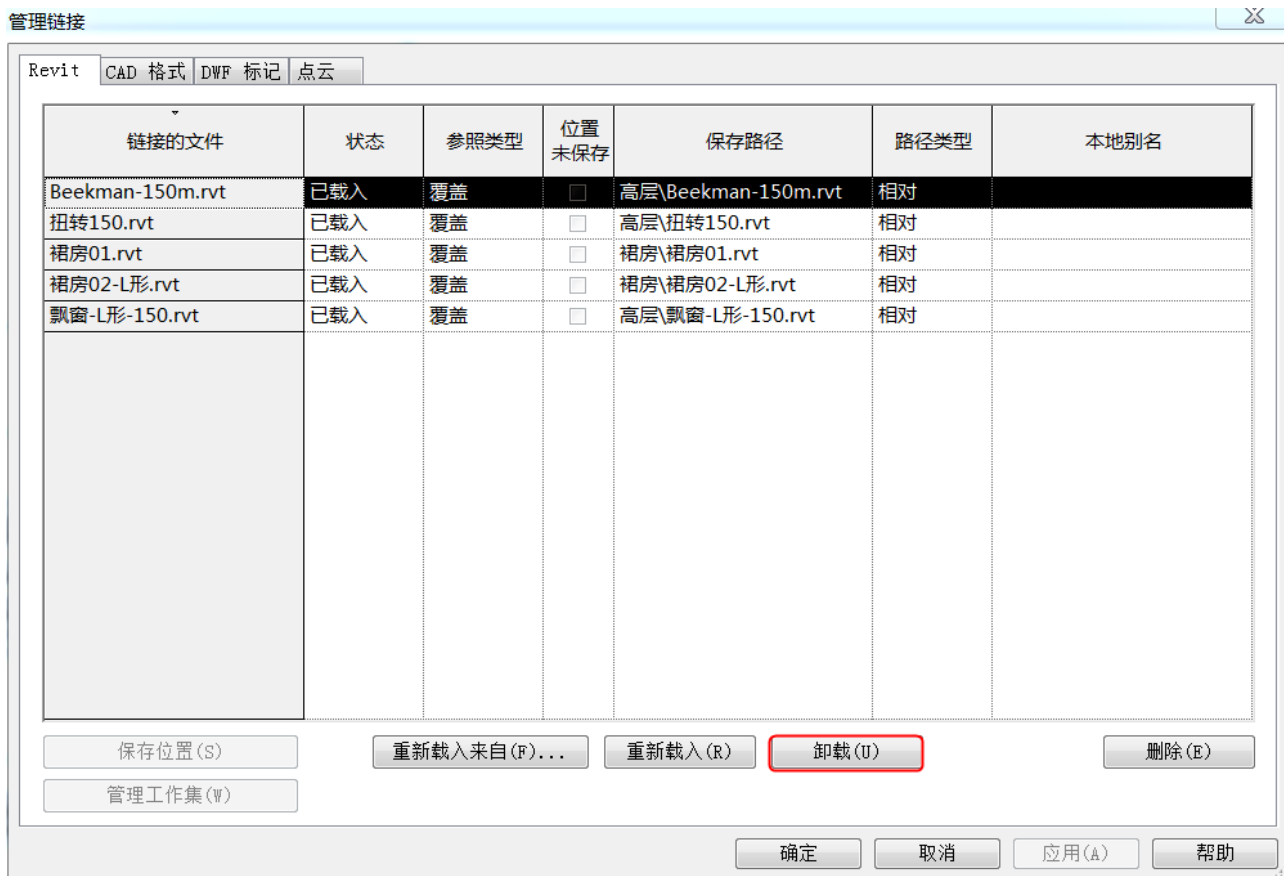 管理链接
Revit CAD 格式 DWF 标记 点云
链接的文件 状态 参照类型 位置未保存 保存路径 路径类型 本地别名
Beekman-150m.rvt 已载入 覆盖 高层\Beekman-150m.rvt 相对
扭转150.rvt 已载入 覆盖 高层\扭转150.rvt 相对
裙房01.rvt 已载入 覆盖 裙房\裙房01.rvt 相对
裙房02-L形.rvt 已载入 覆盖 裙房\裙房02-L形.rvt 相对
飘窗-L形-150.rvt 已载入 覆盖 高层\飘窗-L形-150.rvt 相对
保存位置(S) 重新载入来自(F)... 重新载入(R) 卸载(U) 删除(E)
管理工作集(W)
确定 取消 应用(A) 帮助